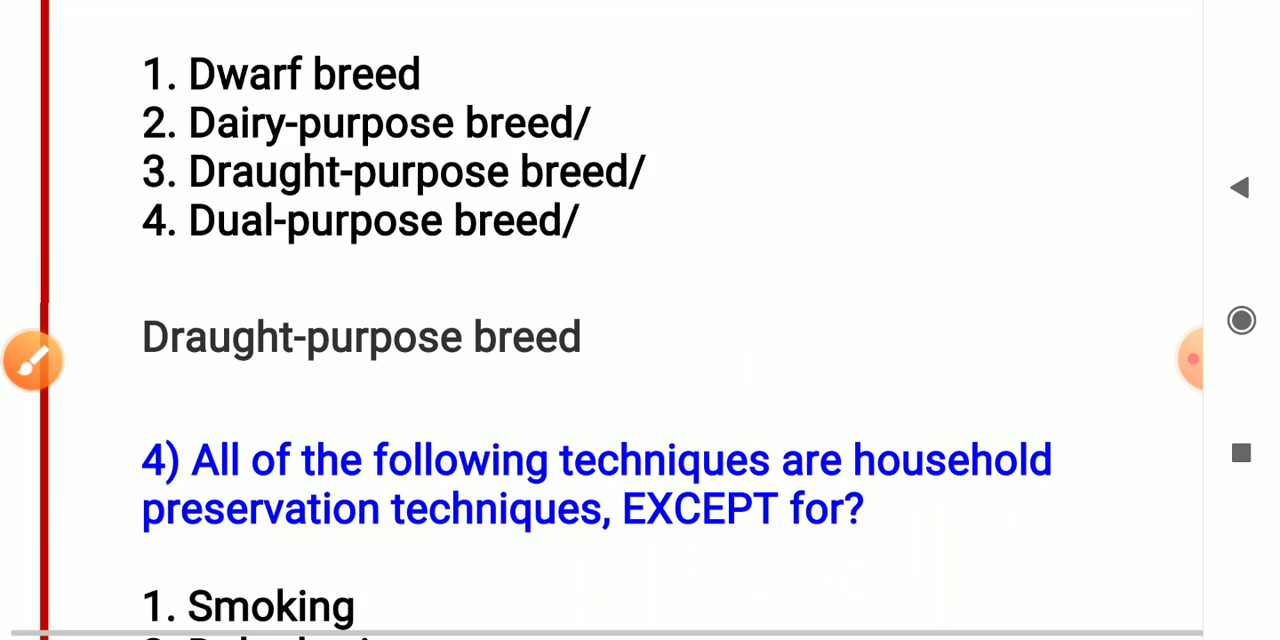 1. Dwarf breed
2. Dairy-purpose breed/
3. Draught-purpose breed/
4. Dual-purpose breed/
Draught-purpose breed
4) All of the following techniques are household
preservation techniques, EXCEPT for?
1. Smoking